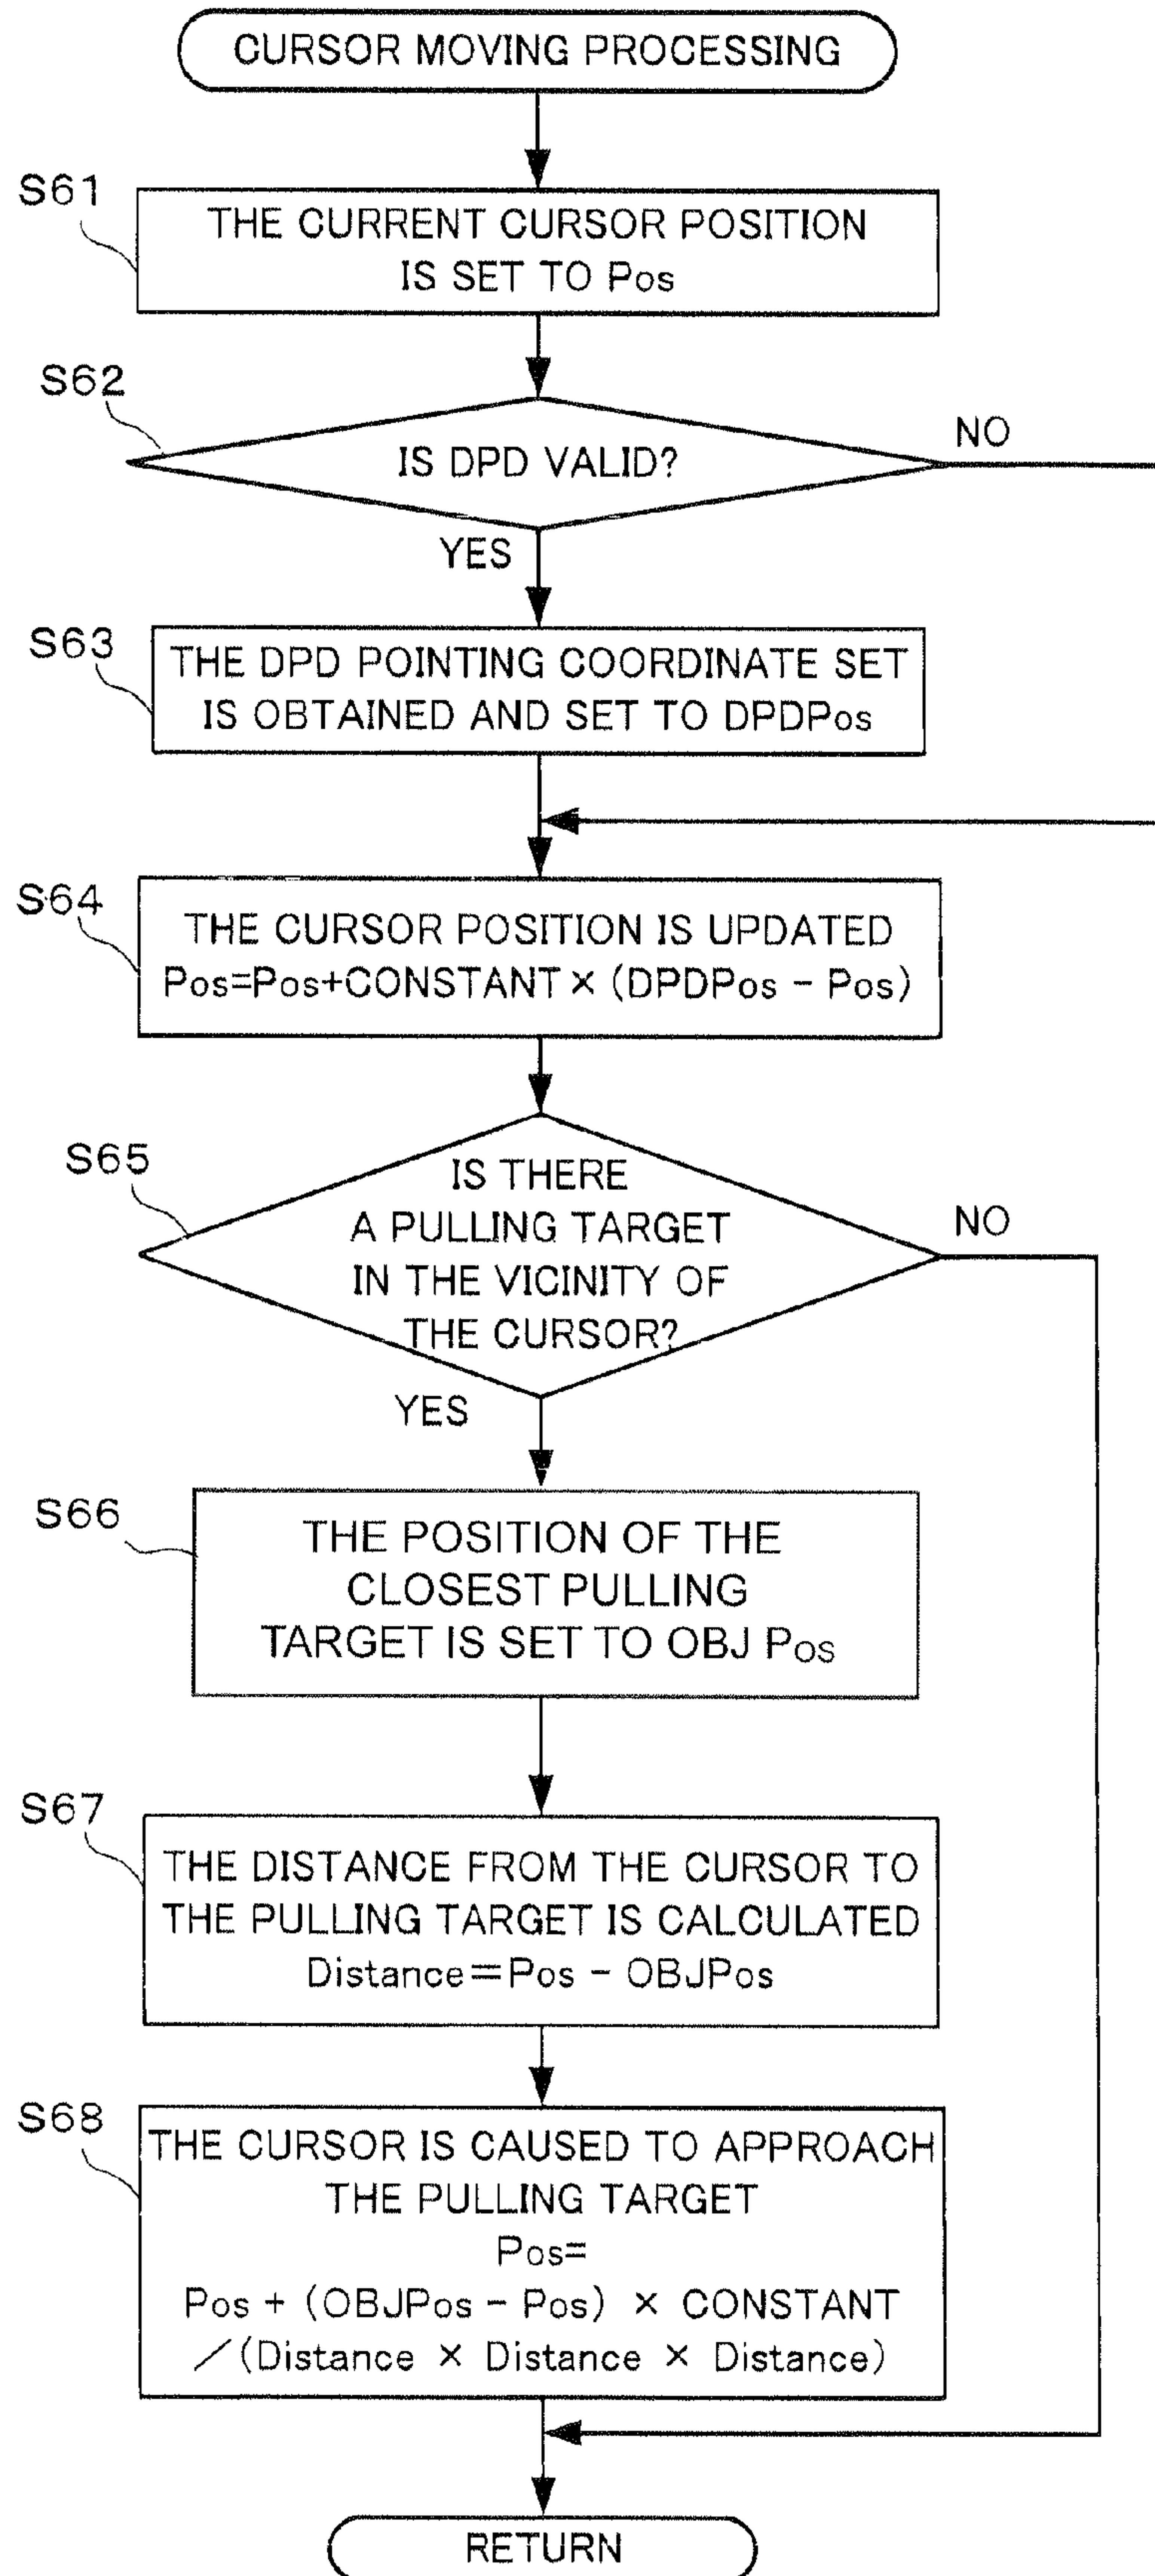 CURSOR MOVING PROCESSING
S61
THE CURRENT CURSOR POSITION
IS SET TO Pos
S62
IS DPD VALID?
NO
YES
S63
THE DPD POINTING COORDINATE SET
IS OBTAINED AND SET TO DPDPos
S64
THE CURSOR POSITION IS UPDATED
Pos=Pos+CONSTANT × (DPDPos - Pos)
S65
IS THERE
A PULLING TARGET
IN THE VICINITY OF
THE CURSOR?
NO
YES
S66
THE POSITION OF THE
CLOSEST PULLING
TARGET IS SET TO OBJ Pos
S67
THE DISTANCE FROM THE CURSOR TO
THE PULLING TARGET IS CALCULATED
Distance=Pos - OBJPos
S68
THE CURSOR IS CAUSED TO APPROACH
THE PULLING TARGET
Pos=
Pos + (OBJPos - Pos) × CONSTANT
/(Distance × Distance × Distance)
RETURN